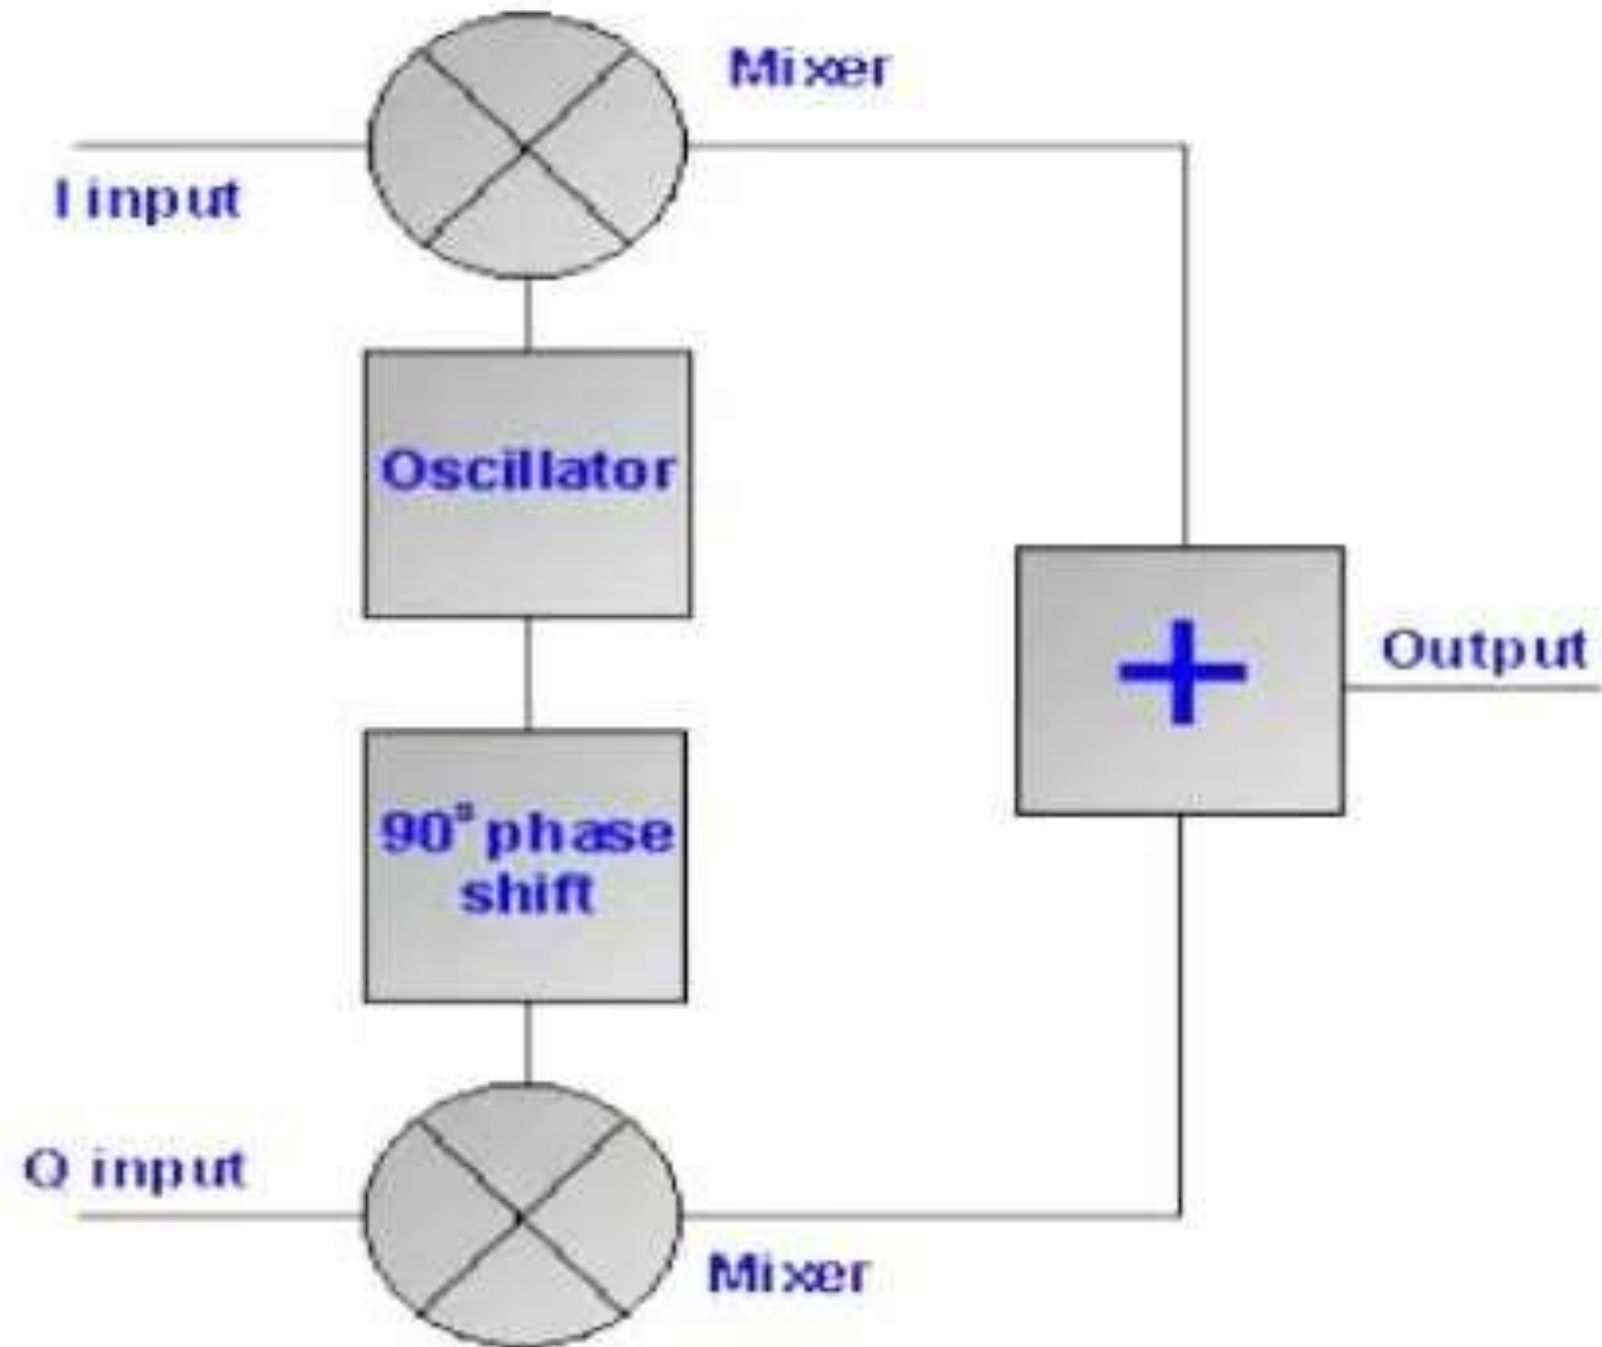 Mixer
I input
Oscillator
+
Output
90° phase
shift
Q input
Mixer